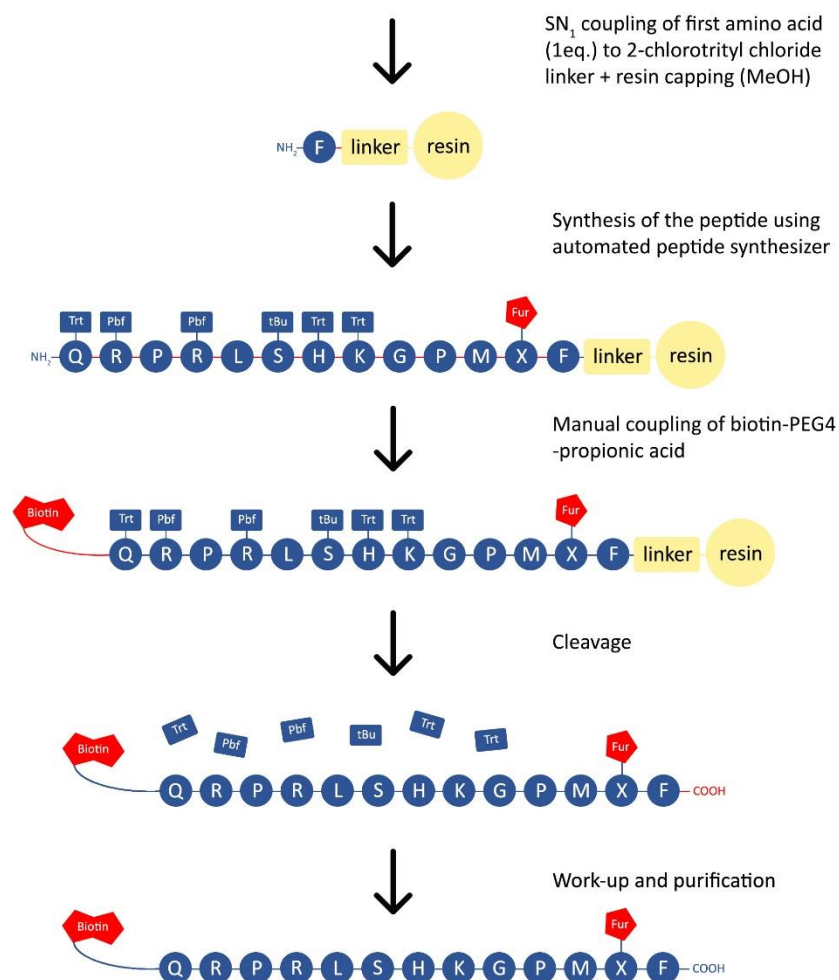 SN1 coupling of first amino acid
(1eq.) to 2-chlorotrityl chloride
linker + resin capping (MeOH)
NH2 F linker resin
Synthesis of the peptide using
automated peptide synthesizer
Trt Pbf Pbf tBu Trt Trt Fur
NH2 Q R P R L S H K G P M X F linker resin
Manual coupling of biotin-PEG4
-propionic acid
Biotin Trt Pbf Pbf tBu Trt Trt Fur
Q R P R L S H K G P M X F linker resin
Cleavage
Trt Pbf Pbf tBu Trt Trt
Biotin Fur
Q R P R L S H K G P M X F COOH
Work-up and purification
Biotin Fur
Q R P R L S H K G P M X F COOH